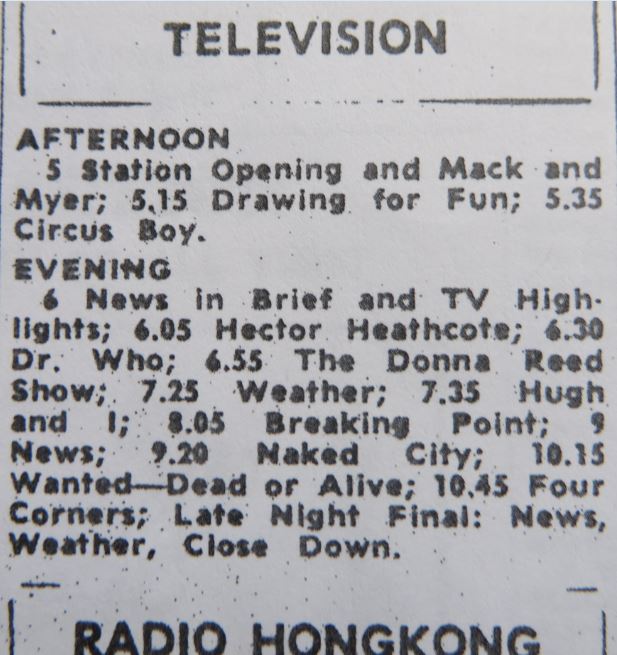 TELEVISION
AFTERNOON
5 Station Opening and Mack and
Myer; 5.15 Drawing for Fun; 5.35
Circus Boy.
EVENING
6 News in Brief and TV High-
lights; 6.05 Hector Heathcote; 6.30
Dr. Who; 6.55 The Donna Reed
Show; 7.25 Weather; 7.35 Hugh
and I; 8.05 Breaking Point; 9
News; 9.20 Naked City; 10.15
Wanted—Dead or Alive; 10.45 Four
Corners; Late Night Final: News,
Weather, Close Down.
RADIO HONGKONG